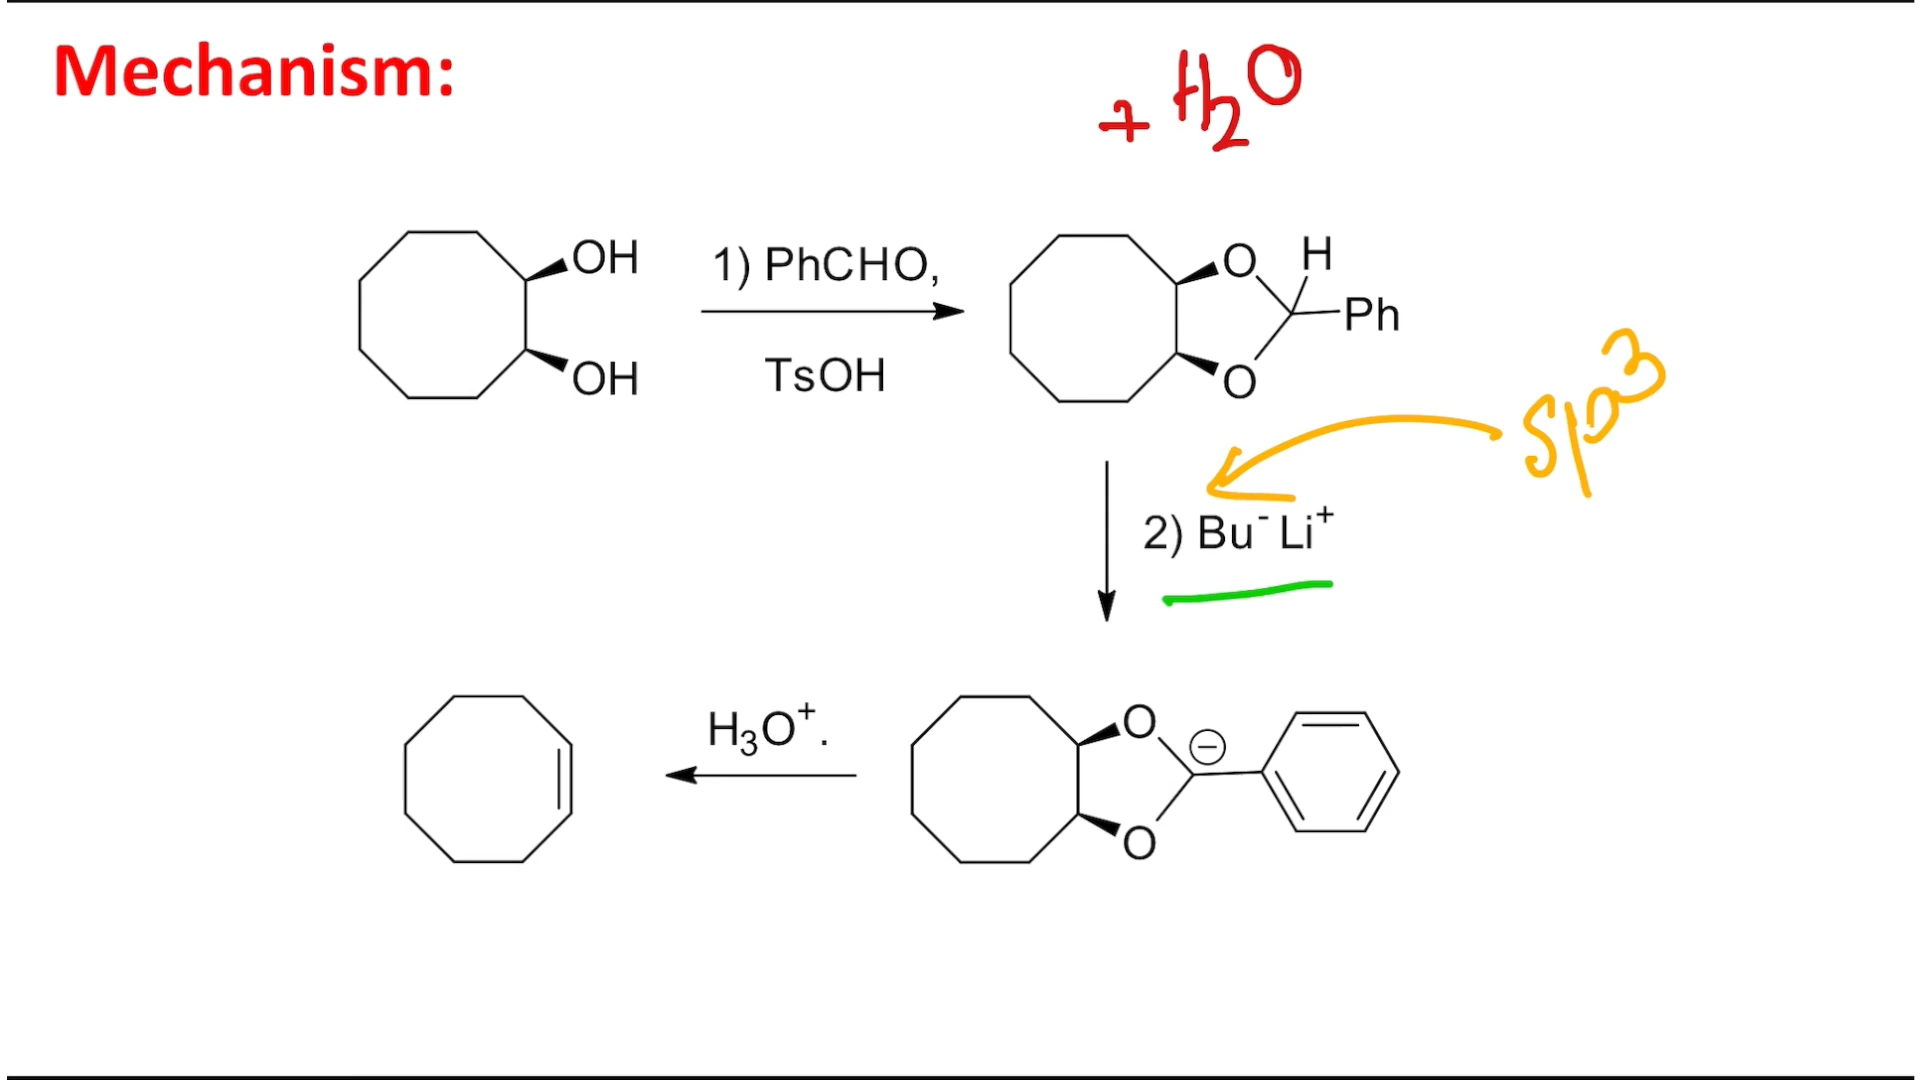 Mechanism:
+ H₂O
OH
OH
1) PhCHO,
TsOH
O
H
Ph
O
sp3
2) Bu⁻ Li⁺
H₃O⁺.
O
⊖
O